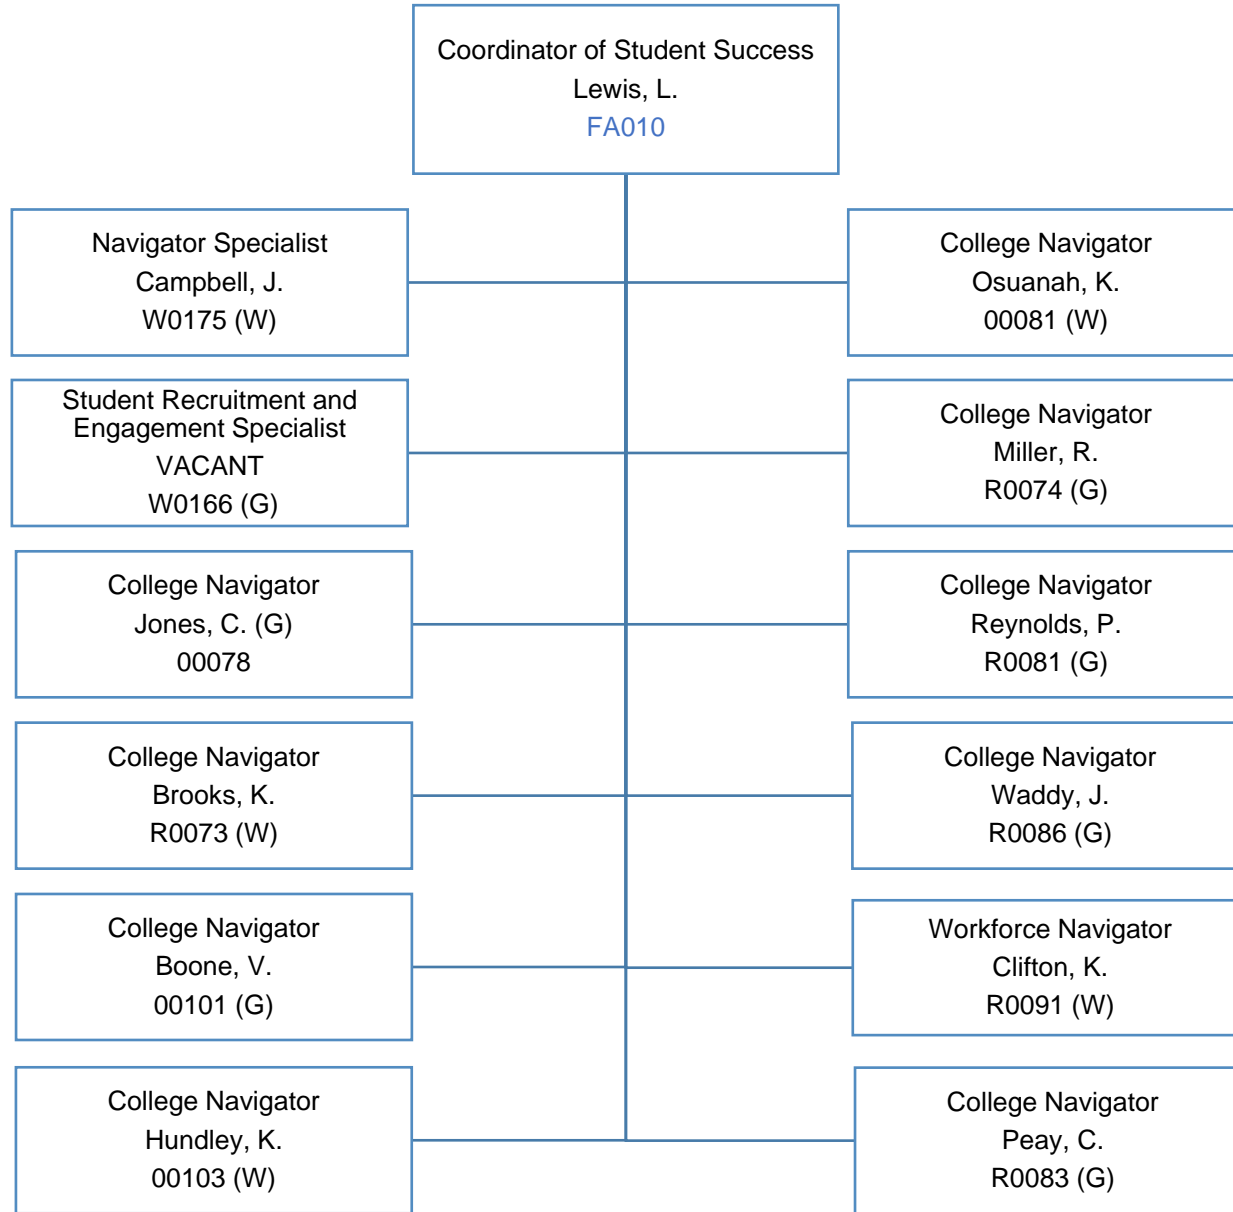 Coordinator of Student Success
Lewis, L.
FA010
Navigator Specialist
Campbell, J.
W0175 (W)
College Navigator
Osuanah, K.
00081 (W)
Student Recruitment and
Engagement Specialist
VACANT
W0166 (G)
College Navigator
Miller, R.
R0074 (G)
College Navigator
Jones, C. (G)
00078
College Navigator
Reynolds, P.
R0081 (G)
College Navigator
Brooks, K.
R0073 (W)
College Navigator
Waddy, J.
R0086 (G)
College Navigator
Boone, V.
00101 (G)
Workforce Navigator
Clifton, K.
R0091 (W)
College Navigator
Hundley, K.
00103 (W)
College Navigator
Peay, C.
R0083 (G)